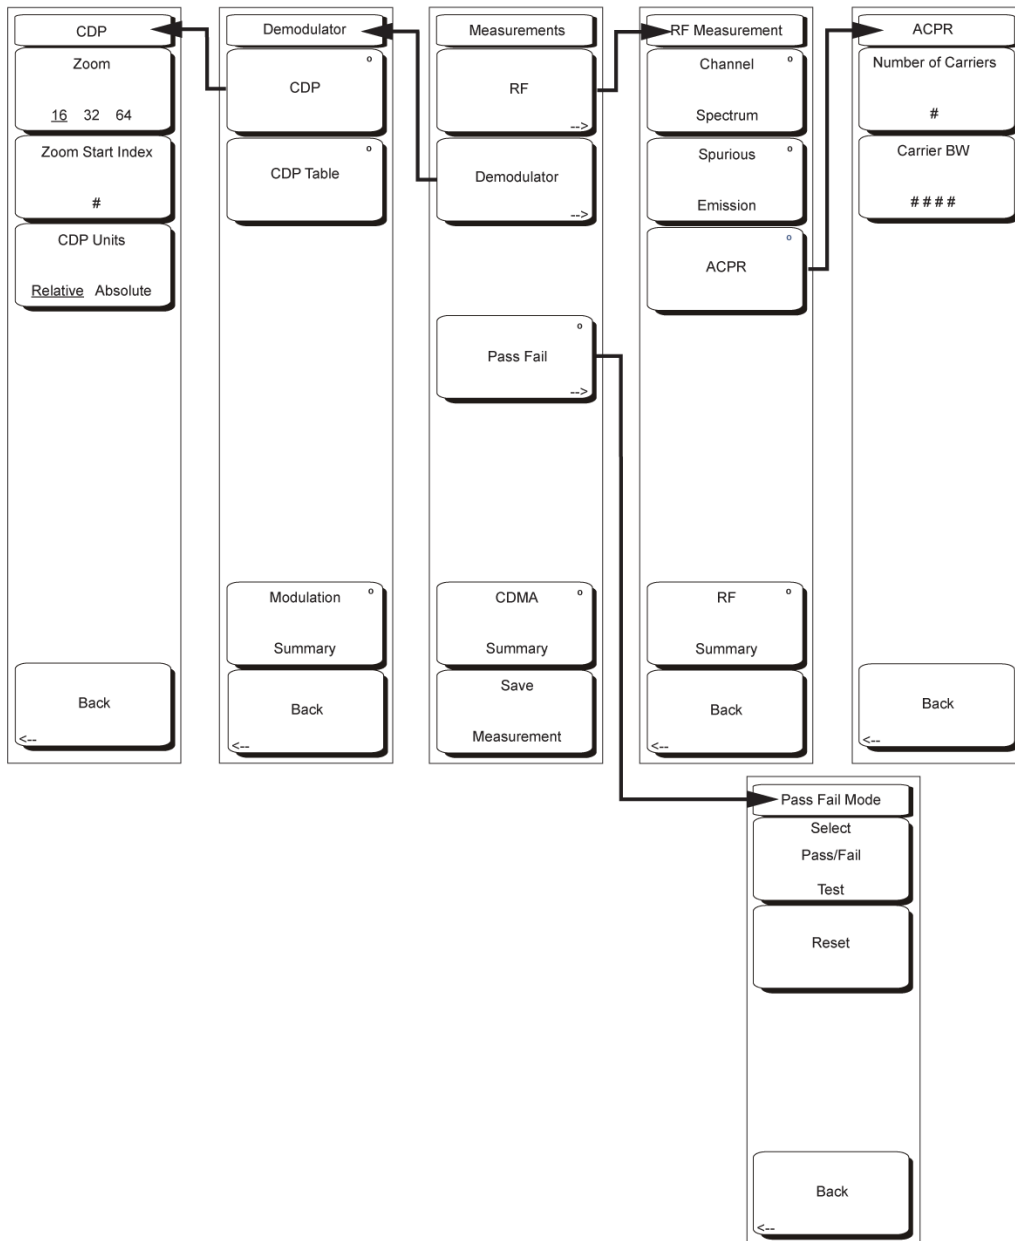 CDP
Zoom
16 32 64
Zoom Start Index
#
CDP Units
Relative Absolute
Back
<--
Demodulator
o
CDP
o
CDP Table
Modulation o
Summary
Back
<--
Measurements
RF
-->
Demodulator
-->
o
Pass Fail
-->
CDMA o
Summary
Save
Measurement
RF Measurement
Channel o
Spectrum
Spurious o
Emission
o
ACPR
RF o
Summary
Back
<--
ACPR
Number of Carriers
#
Carrier BW
####
Back
<--
Pass Fail Mode
Select
Pass/Fail
Test
Reset
Back
<--